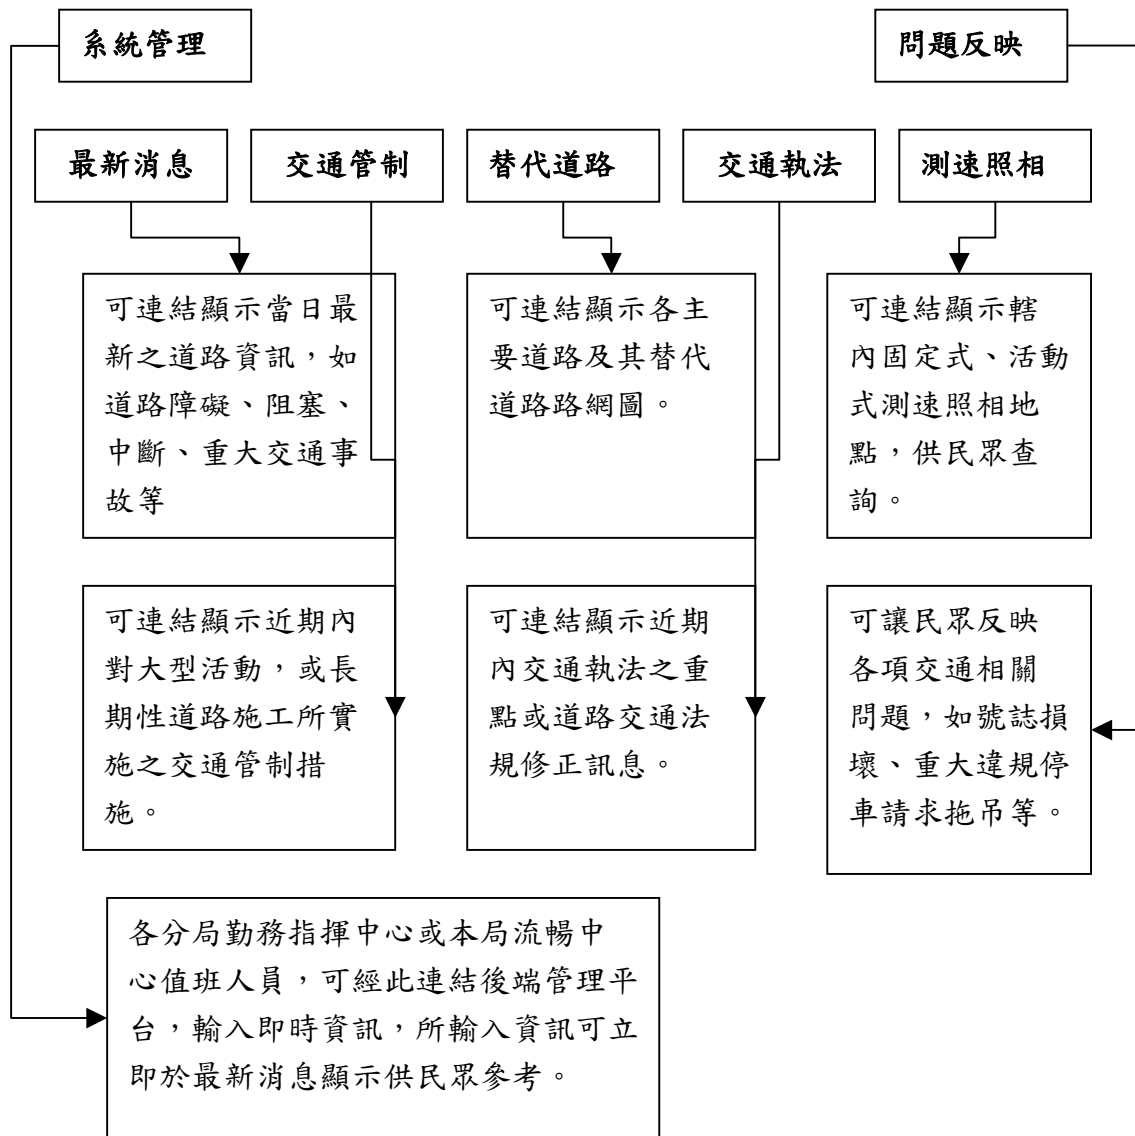 系統管理
問題反映
最新消息
交通管制
替代道路
交通執法
測速照相
可連結顯示當日最
新之道路資訊，如
道路障礙、阻塞、
中斷、重大交通事
故等
可連結顯示各主
要道路及其替代
道路路網圖。
可連結顯示轄
內固定式、活動
式測速照相地
點，供民眾查
詢。
可連結顯示近期內
對大型活動，或長
期性道路施工所實
施之交通管制措
施。
可連結顯示近期
內交通執法之重
點或道路交通法
規修正訊息。
可讓民眾反映
各項交通相關
問題，如號誌損
壞、重大違規停
車請求拖吊等。
各分局勤務指揮中心或本局流暢中
心值班人員，可經此連結後端管理平
台，輸入即時資訊，所輸入資訊可立
即於最新消息顯示供民眾參考。